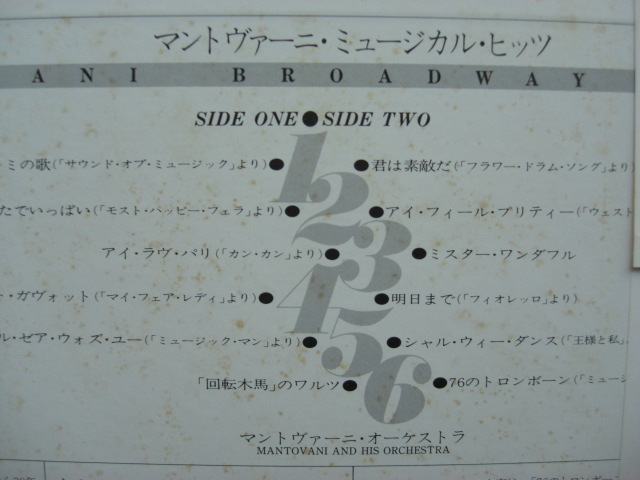 マントヴァーニ・ミュージカル・ヒッツ
ANI BROADWAY
SIDE ONE●SIDE TWO
ミの歌(「サウンド・オブ・ミュージック」より)● 1 ●君は素敵だ(「フラワー・ドラム・ソング」より)
たでいっぱい(「モスト・ハッピー・フェラ」より)● 2 ●アイ・フィール・プリティー(「ウェスト
アイ・ラヴ・パリ(「カン・カン」より)● 3 ●ミスター・ワンダフル
・ガヴォット(「マイ・フェア・レディ」より)● 4 ●明日まで(「フィオレッロ」より)
ル・ゼア・ウォズ・ユー(「ミュージック・マン」より)● 5 ●シャル・ウィー・ダンス(「王様と私」
「回転木馬」のワルツ● 6 ●76のトロンボーン(「ミュージ
マントヴァーニ・オーケストラ
MANTOVANI AND HIS ORCHESTRA